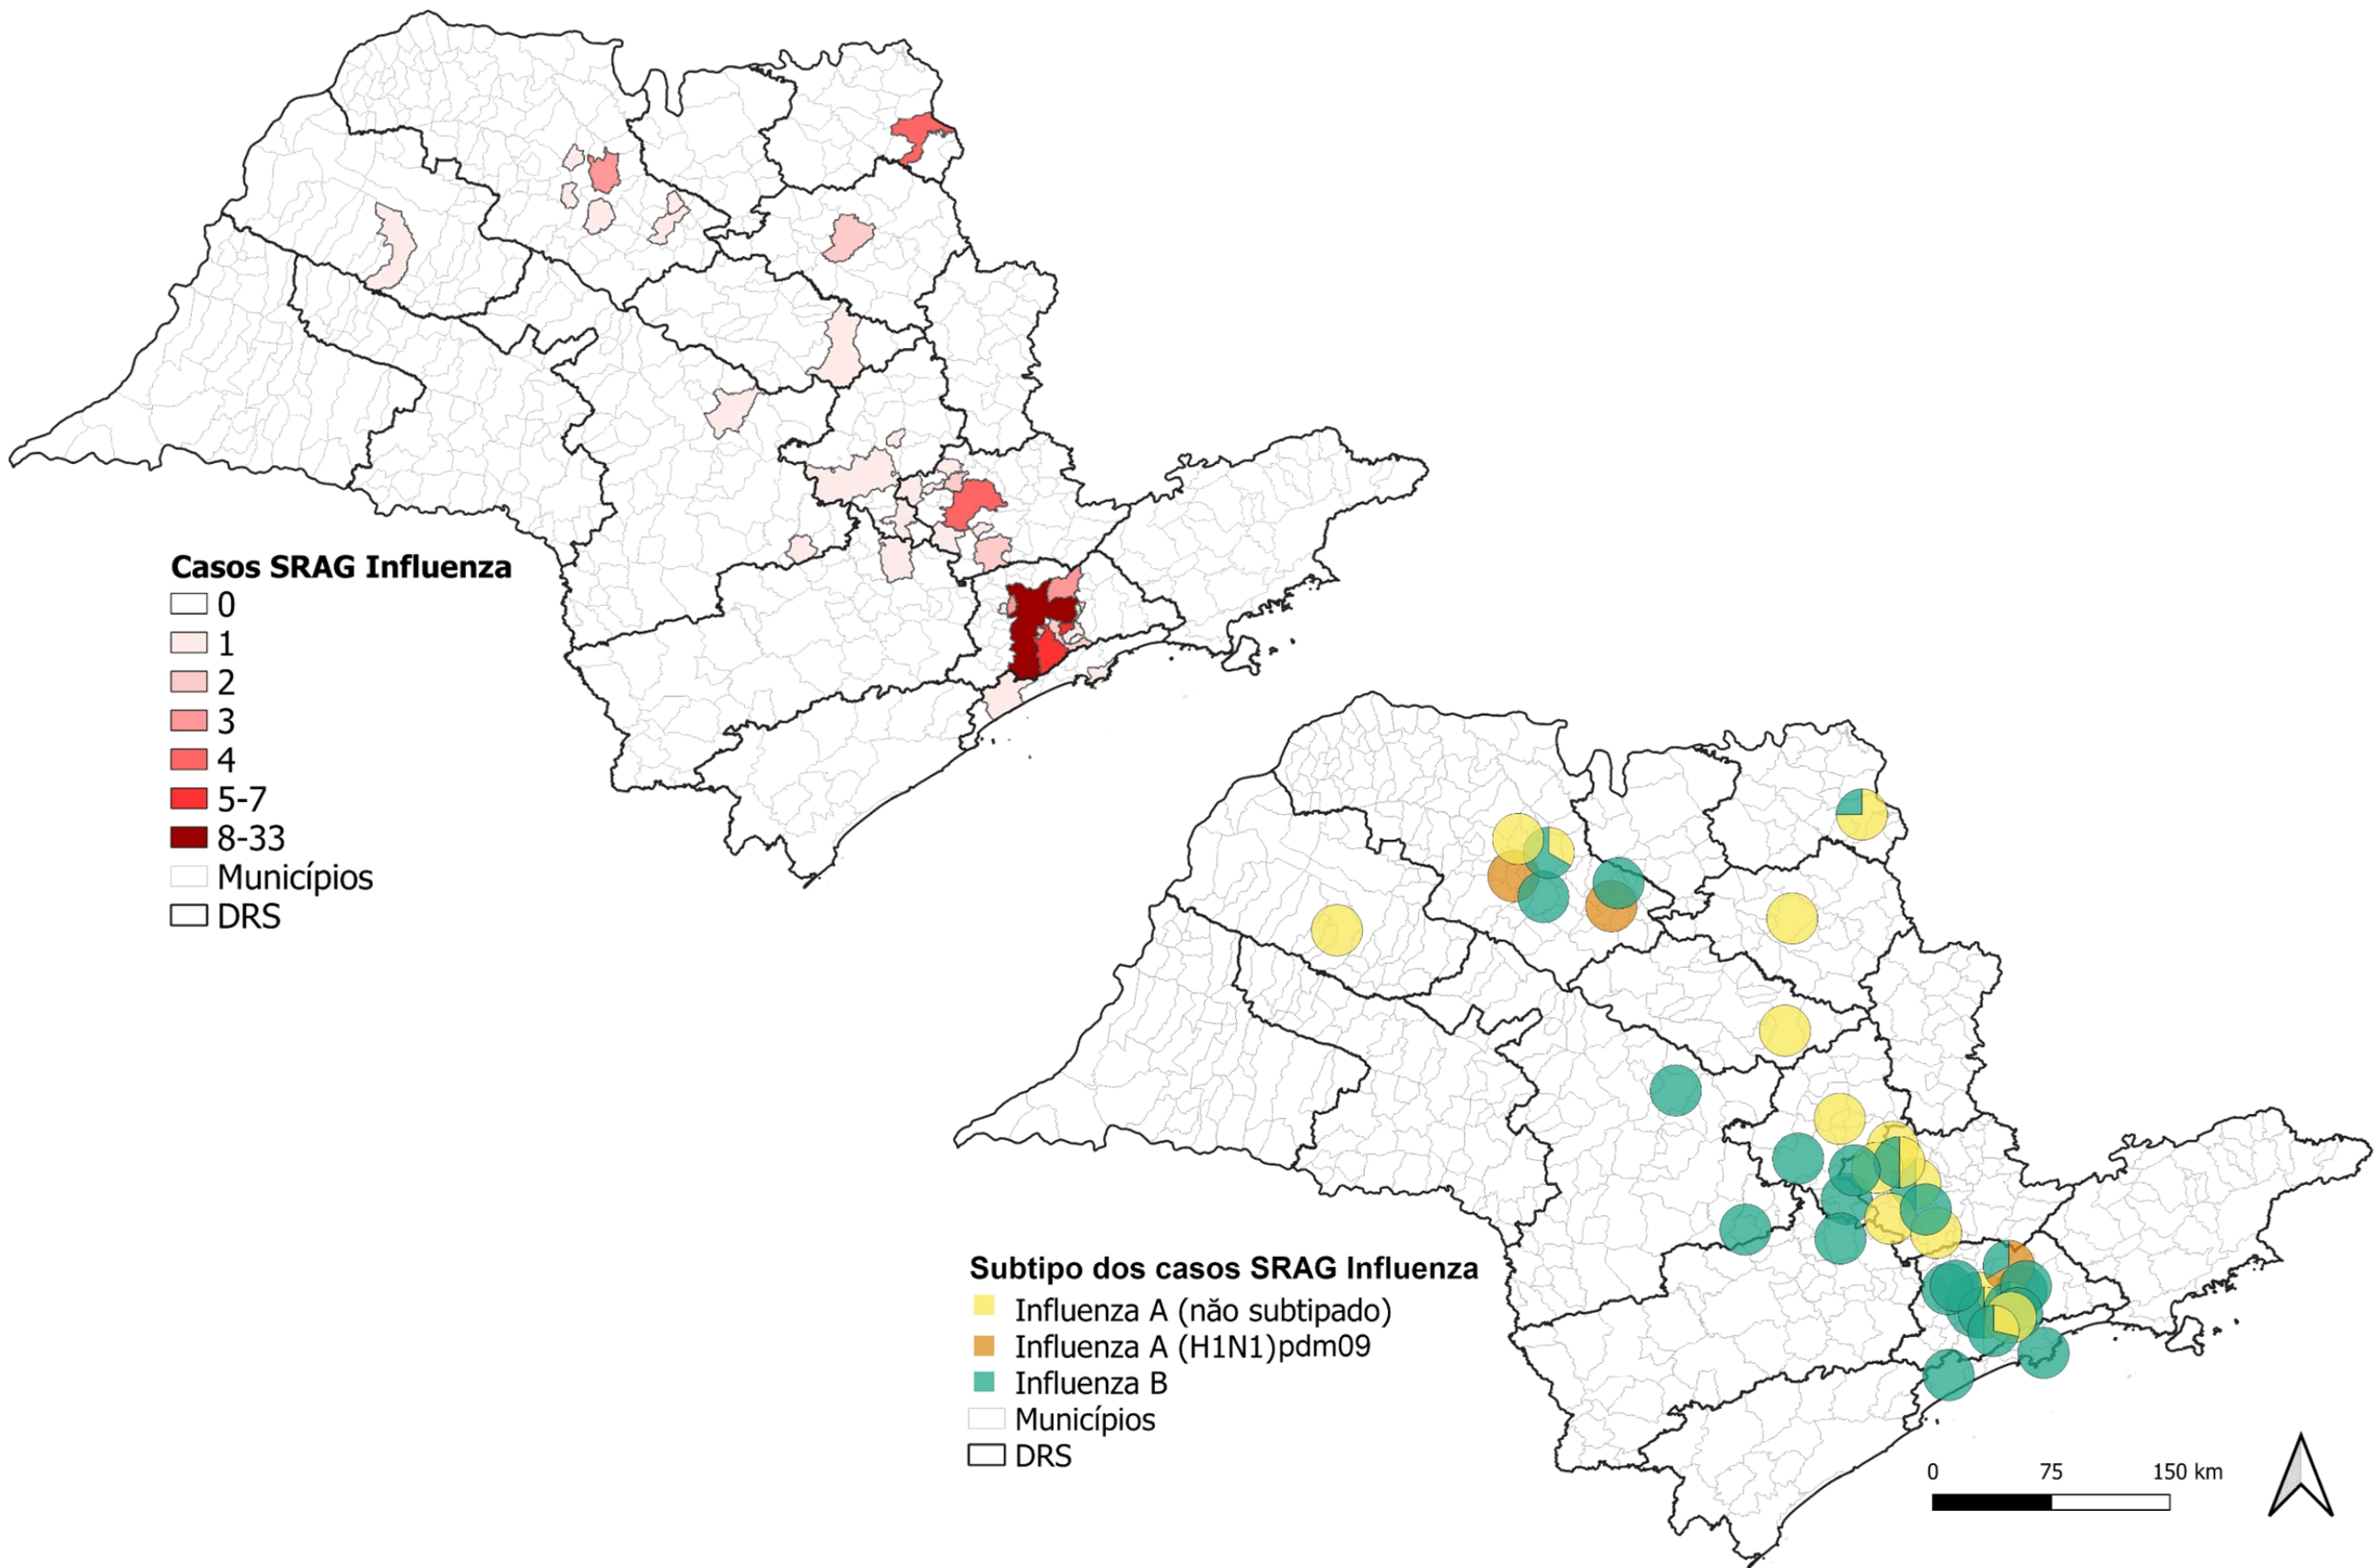 Casos SRAG Influenza
0
1
2
3
4
5-7
8-33
Municípios
DRS
Subtipo dos casos SRAG Influenza
Influenza A (năo subtipado)
Influenza A (H1N1)pdm09
Influenza B
Municípios
DRS
0 75 150 km